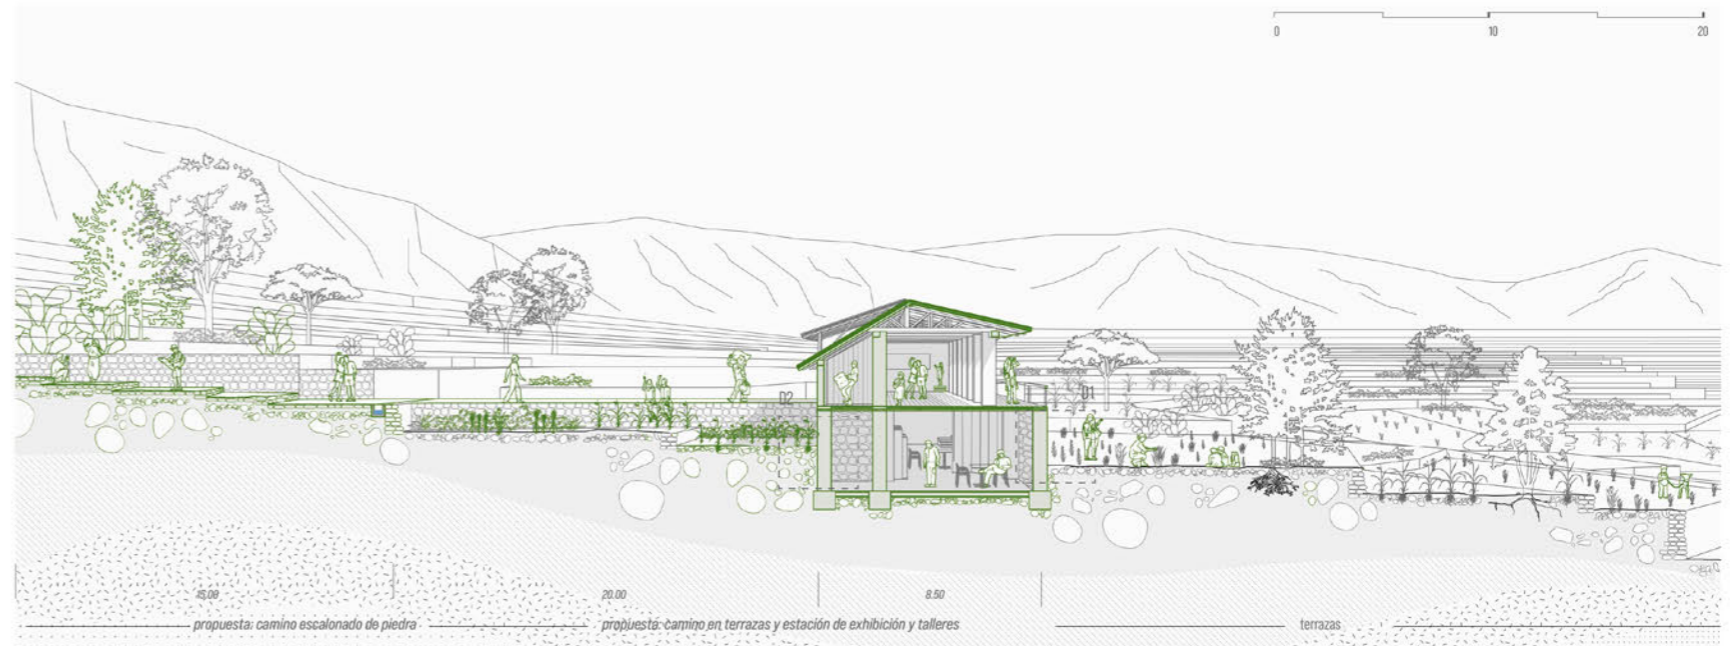 0 10 20
D2
D1
15,00 20.00 8.50
propuesta: camino escalonado de piedra propuesta: camino en terrazas y estación de exhibición y talleres terrazas